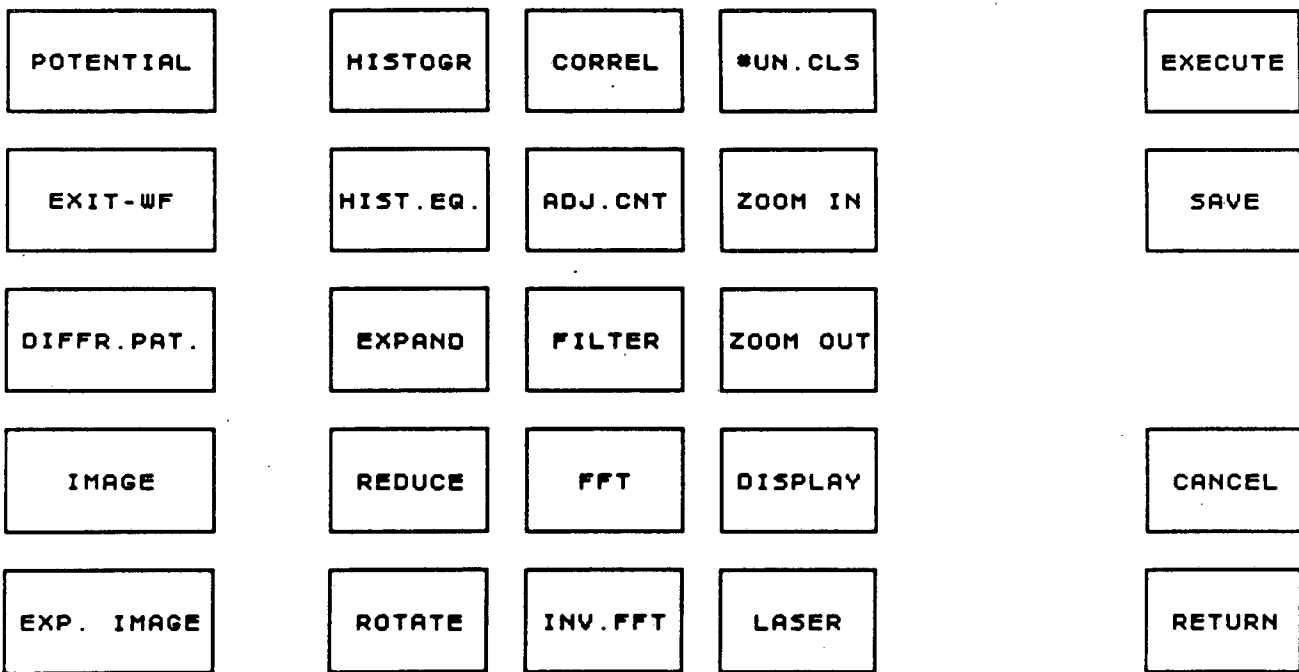 POTENTIAL HISTOGR CORREL #UN.CLS EXECUTE
EXIT-WF HIST.EQ. ADJ.CNT ZOOM IN SAVE
DIFFR.PAT. EXPAND FILTER ZOOM OUT
IMAGE REDUCE FFT DISPLAY CANCEL
EXP. IMAGE ROTATE INV.FFT LASER RETURN